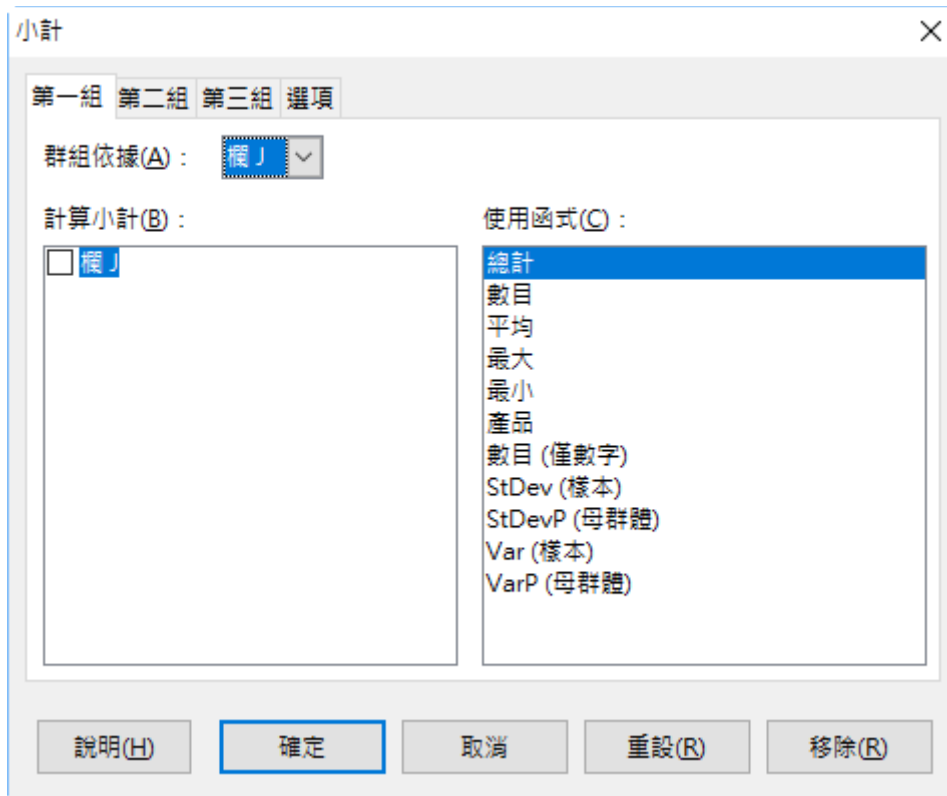 小計
第一組 第二組 第三組 選項
群組依據(A)： 欄 J
計算小計(B)： 使用函式(C)：
欄 J
總計
數目
平均
最大
最小
產品
數目 (僅數字)
StDev (樣本)
StDevP (母群體)
Var (樣本)
VarP (母群體)
說明(H) 確定 取消 重設(R) 移除(R)